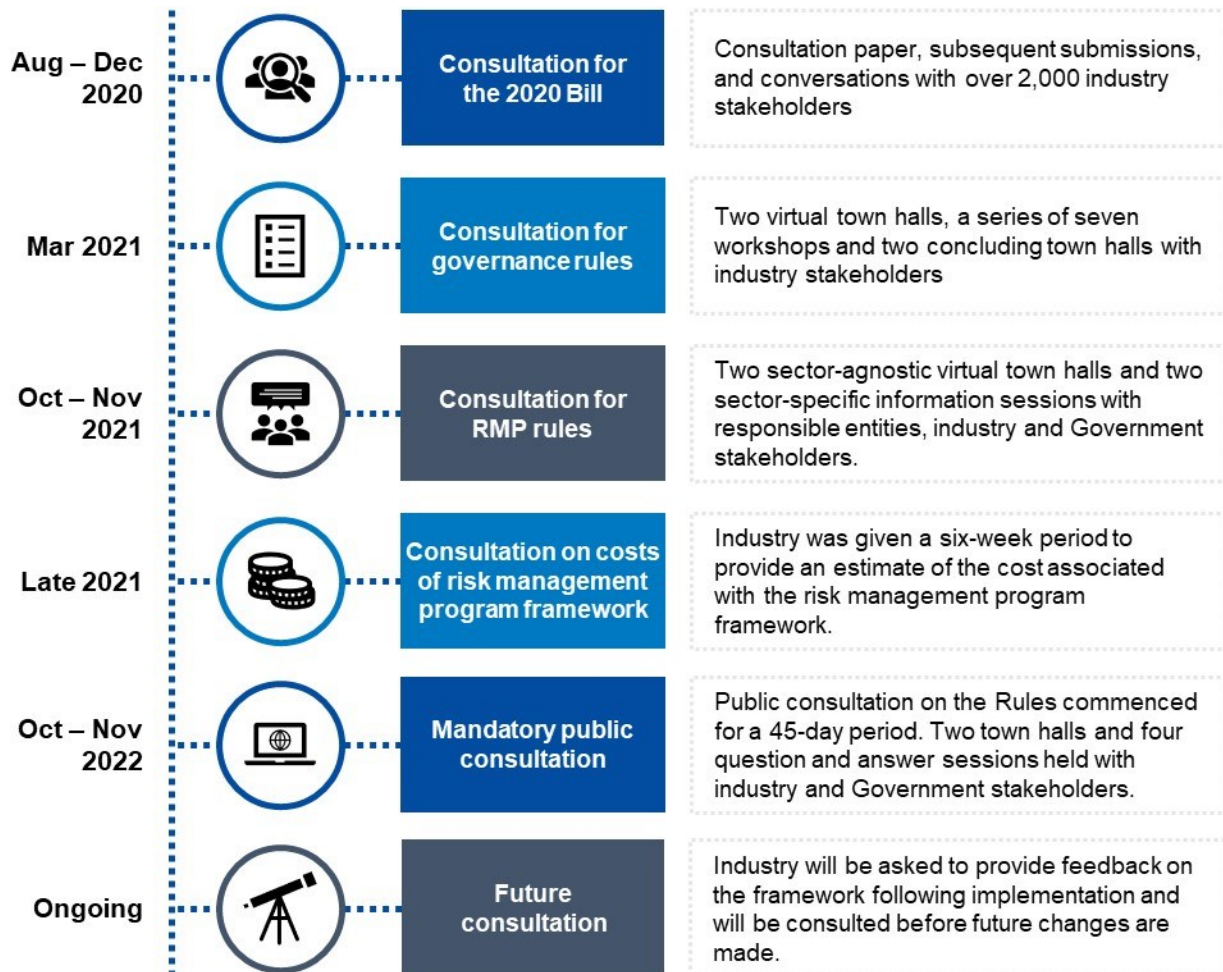 Aug – Dec
2020
Consultation for
the 2020 Bill
Consultation paper, subsequent submissions,
and conversations with over 2,000 industry
stakeholders
Mar 2021
Consultation for
governance rules
Two virtual town halls, a series of seven
workshops and two concluding town halls with
industry stakeholders
Oct – Nov
2021
Consultation for
RMP rules
Two sector-agnostic virtual town halls and two
sector-specific information sessions with
responsible entities, industry and Government
stakeholders.
Late 2021
Consultation on costs
of risk management
program framework
Industry was given a six-week period to
provide an estimate of the cost associated
with the risk management program
framework.
Oct – Nov
2022
Mandatory public
consultation
Public consultation on the Rules commenced
for a 45-day period. Two town halls and four
question and answer sessions held with
industry and Government stakeholders.
Ongoing
Future
consultation
Industry will be asked to provide feedback on
the framework following implementation and
will be consulted before future changes are
made.